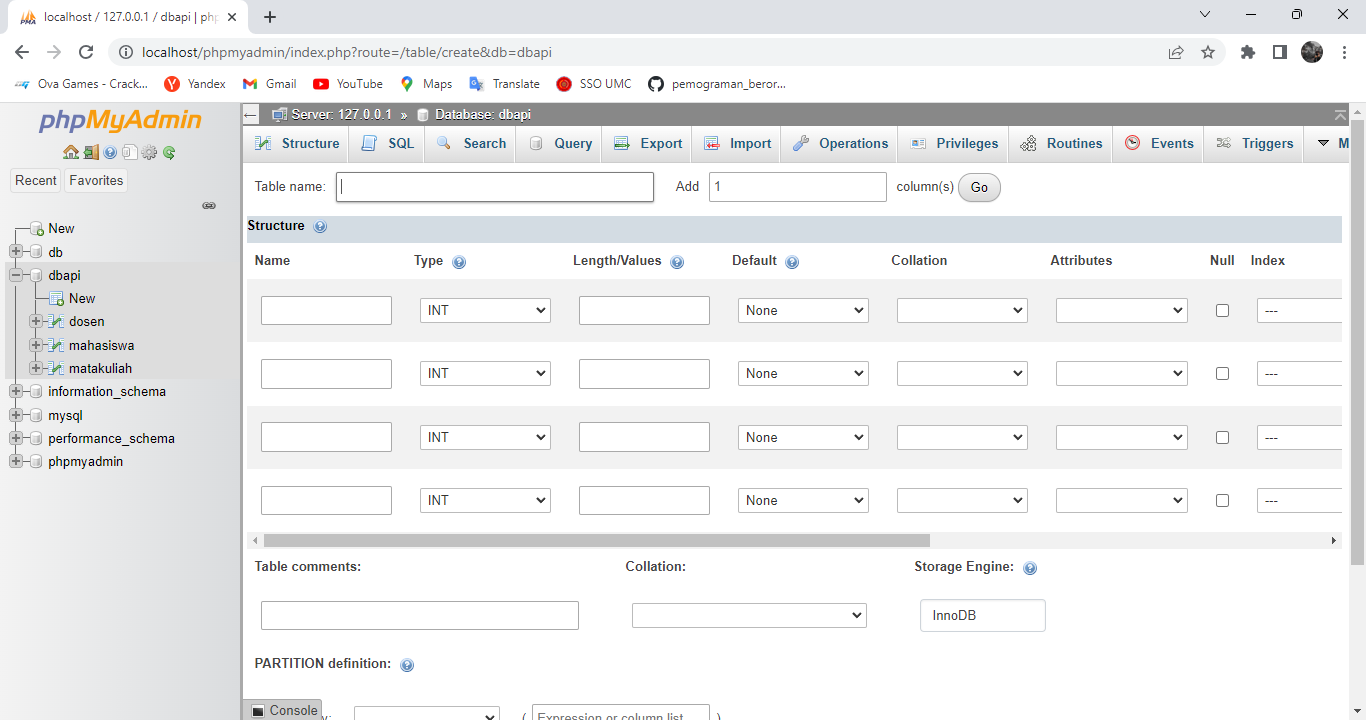 localhost / 127.0.0.1 / dbapi | php
localhost/phpmyadmin/index.php?route=/table/create&db=dbapi
Ova Games - Crack... Yandex Gmail YouTube Maps Translate SSO UMC pemograman_beror...
phpMyAdmin
Recent Favorites
New
db
dbapi
New
dosen
mahasiswa
matakuliah
information_schema
mysql
performance_schema
phpmyadmin
Server: 127.0.0.1 » Database: dbapi
Structure SQL Search Query Export Import Operations Privileges Routines Events Triggers M
Table name: Add 1 column(s) Go
Structure
Name Type Length/Values Default Collation Attributes Null Index
INT None ---
INT None ---
INT None ---
INT None ---
Table comments: Collation: Storage Engine:
InnoDB
PARTITION definition:
y: ( Expression or column list )
Console